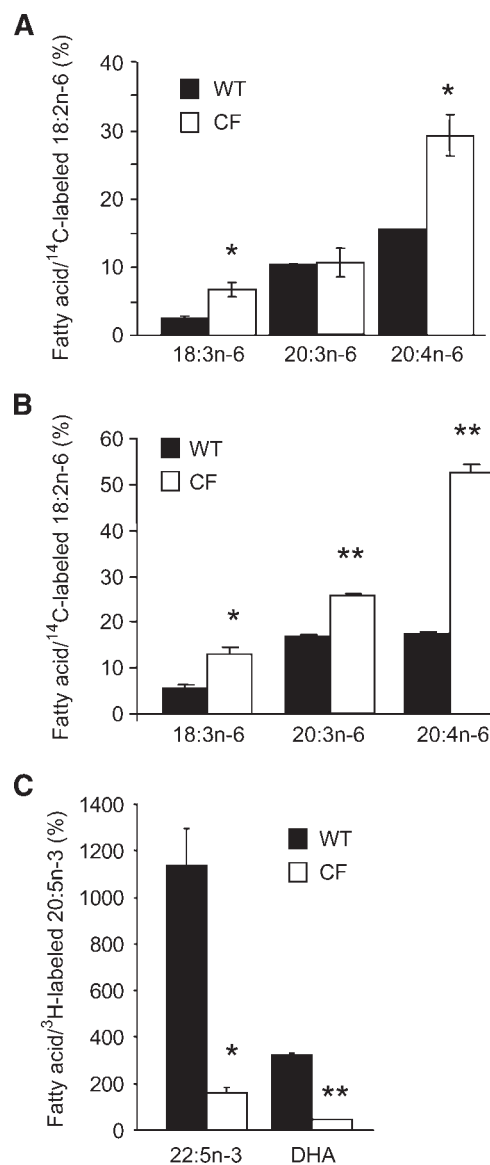 A
Fatty acid/14C-labeled 18:2n-6 (%)
40
30
20
10
0
WT
CF
*
*
18:3n-6 20:3n-6 20:4n-6
B
Fatty acid/14C-labeled 18:2n-6 (%)
60
50
40
30
20
10
0
WT
CF
*
**
**
18:3n-6 20:3n-6 20:4n-6
C
Fatty acid/3H-labeled 20:5n-3 (%)
1400
1200
1000
800
600
400
200
0
WT
CF
*
**
22:5n-3 DHA